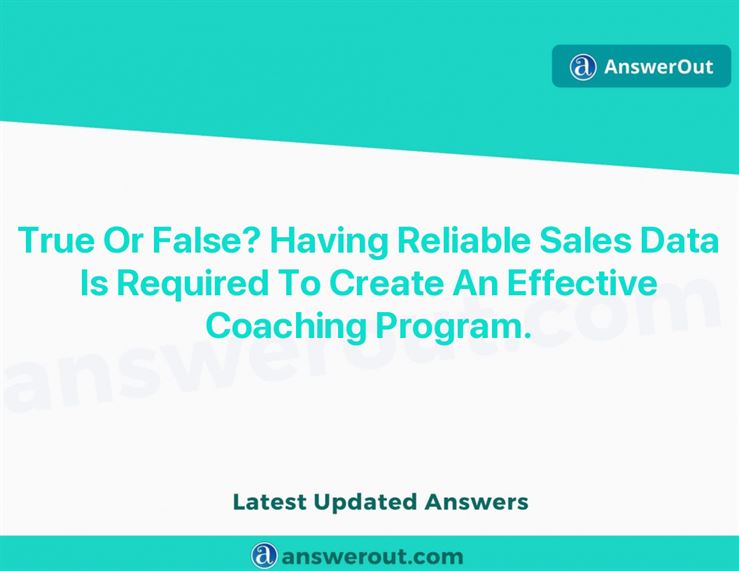 AnswerOut
True Or False? Having Reliable Sales Data
Is Required To Create An Effective
Coaching Program.
answerout.com
Latest Updated Answers
answerout.com